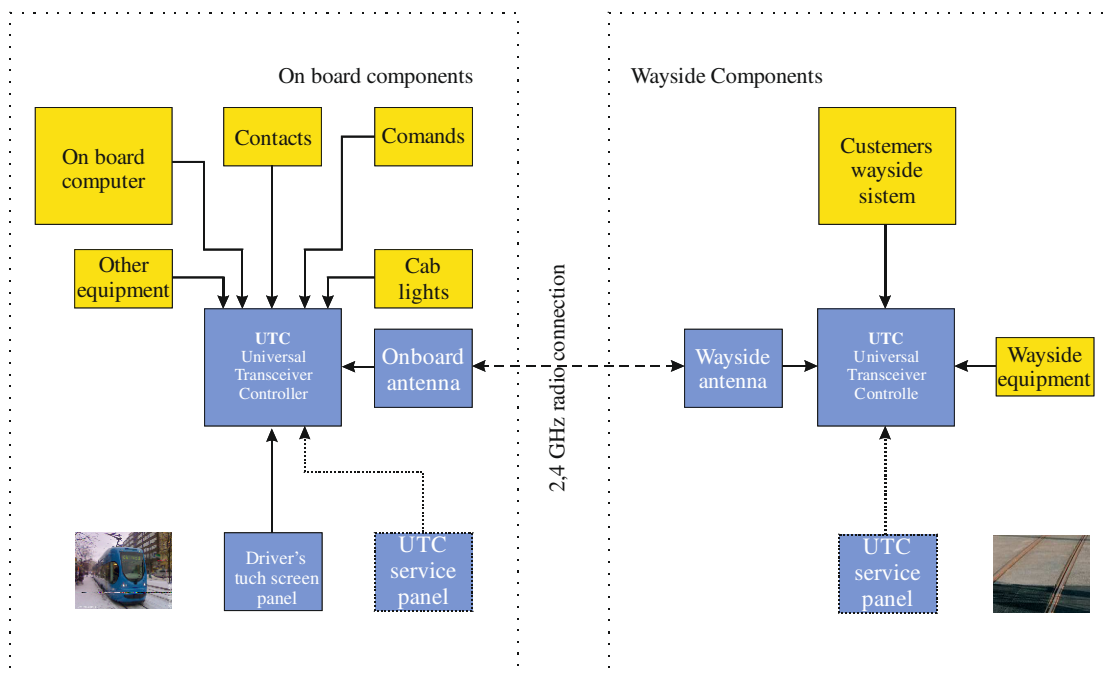 On board components
Wayside Components
On board
computer
Contacts
Comands
Custemers
wayside
sistem
Other
equipment
Cab
lights
UTC
Universal
Transceiver
Controller
Onboard
antenna
2,4 GHz radio connection
Wayside
antenna
UTC
Universal
Transceiver
Controlle
Wayside
equipment
Driver's
tuch screen
panel
UTC
service
panel
UTC
service
panel